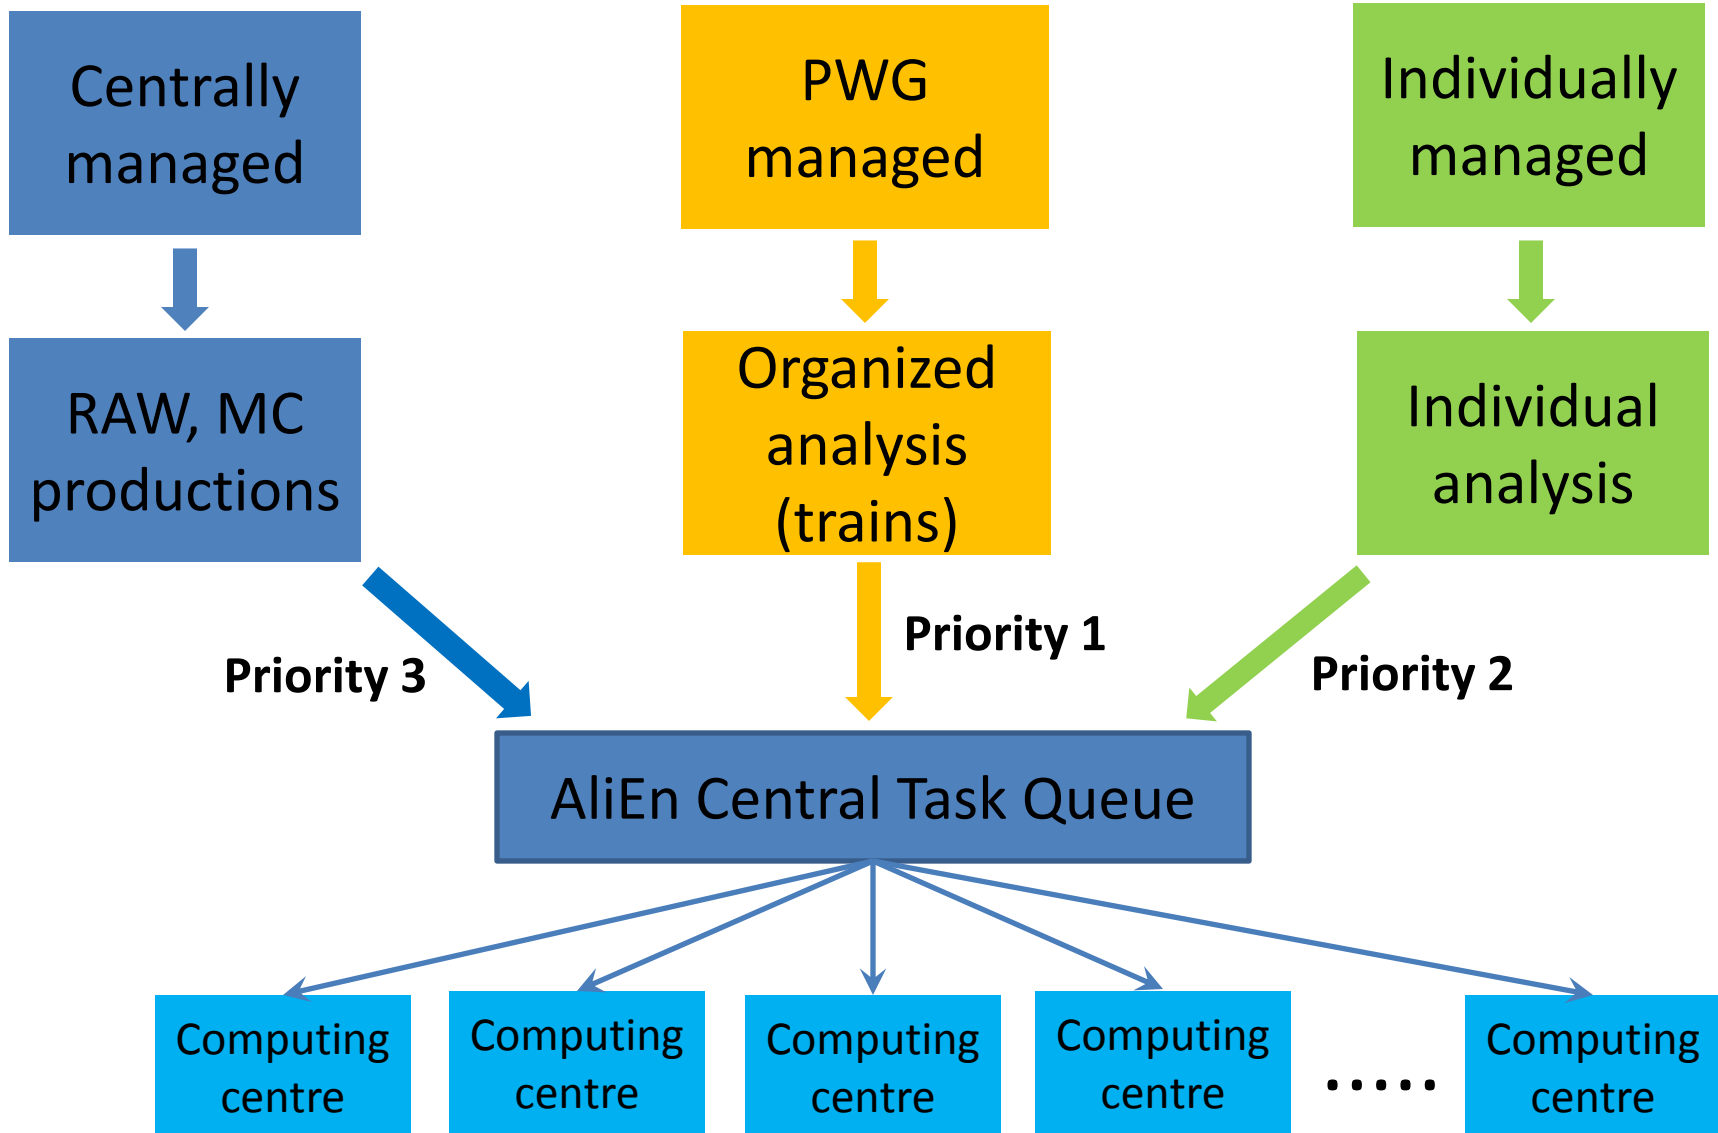 Centrally
managed
PWG
managed
Individually
managed
RAW, MC
productions
Organized
analysis
(trains)
Individual
analysis
Priority 3
Priority 1
Priority 2
AliEn Central Task Queue
Computing
centre
Computing
centre
Computing
centre
Computing
centre
.....
Computing
centre